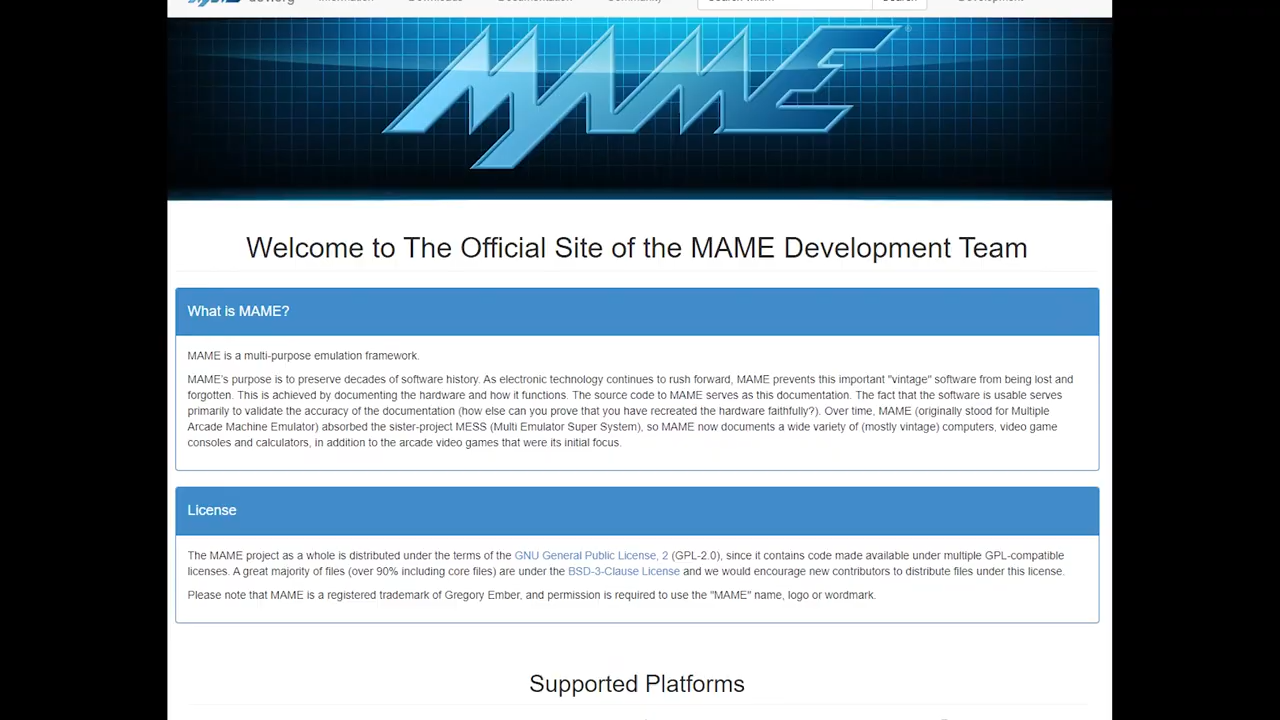 Search
MAME
Welcome to The Official Site of the MAME Development Team
What is MAME?
MAME is a multi-purpose emulation framework.
MAME's purpose is to preserve decades of software history. As electronic technology continues to rush forward, MAME prevents this important "vintage" software from being lost and
forgotten. This is achieved by documenting the hardware and how it functions. The source code to MAME serves as this documentation. The fact that the software is usable serves
primarily to validate the accuracy of the documentation (how else can you prove that you have recreated the hardware faithfully?). Over time, MAME (originally stood for Multiple
Arcade Machine Emulator) absorbed the sister-project MESS (Multi Emulator Super System), so MAME now documents a wide variety of (mostly vintage) computers, video game
consoles and calculators, in addition to the arcade video games that were its initial focus.
License
The MAME project as a whole is distributed under the terms of the GNU General Public License, 2 (GPL-2.0), since it contains code made available under multiple GPL-compatible
licenses. A great majority of files (over 90% including core files) are under the BSD-3-Clause License and we would encourage new contributors to distribute files under this license.
Please note that MAME is a registered trademark of Gregory Ember, and permission is required to use the "MAME" name, logo or wordmark.
Supported Platforms